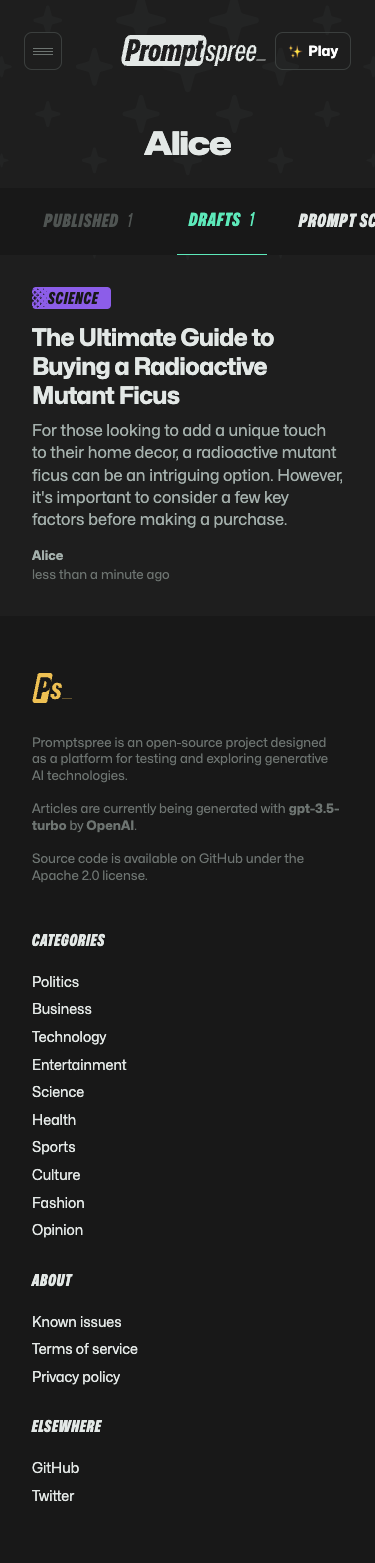 Promptspree_
✨ Play
Alice
PUBLISHED 1
DRAFTS 1
PROMPT SC
SCIENCE
The Ultimate Guide to
Buying a Radioactive
Mutant Ficus
For those looking to add a unique touch
to their home decor, a radioactive mutant
ficus can be an intriguing option. However,
it's important to consider a few key
factors before making a purchase.
Alice
less than a minute ago
Ps_
Promptspree is an open-source project designed
as a platform for testing and exploring generative
AI technologies.
Articles are currently being generated with gpt-3.5-
turbo by OpenAI.
Source code is available on GitHub under the
Apache 2.0 license.
CATEGORIES
Politics
Business
Technology
Entertainment
Science
Health
Sports
Culture
Fashion
Opinion
ABOUT
Known issues
Terms of service
Privacy policy
ELSEWHERE
GitHub
Twitter